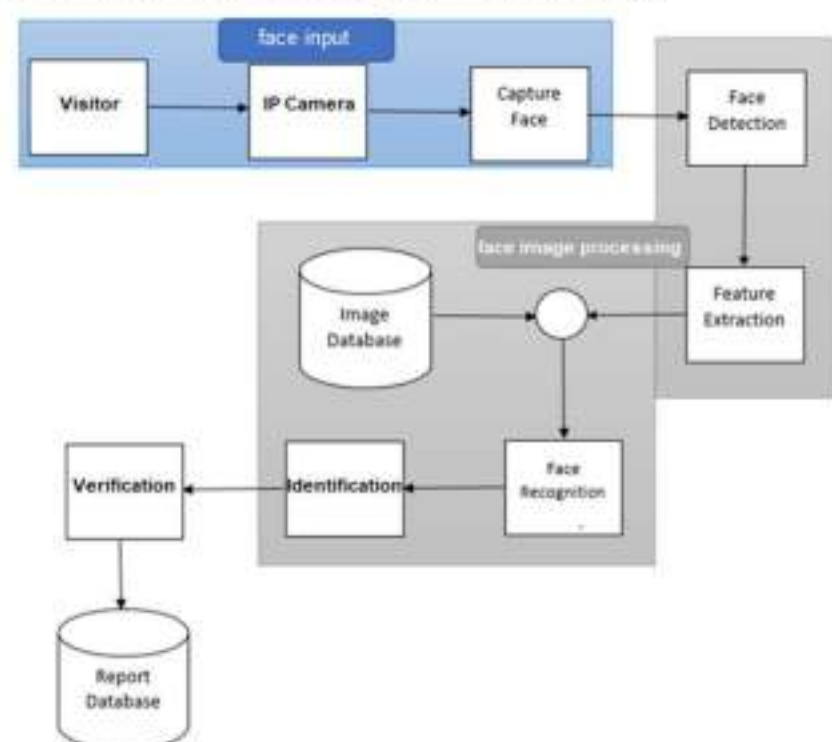 face input
Visitor
IP Camera
Capture
Face
Face
Detection
face image processing
Image
Database
Feature
Extraction
Verification
Identification
Face
Recognition
Report
Database